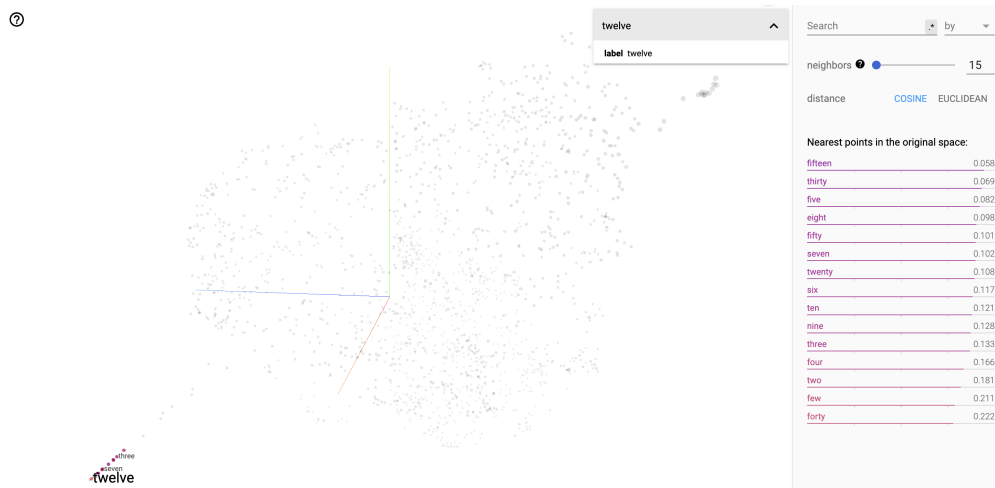 ?
twelve
label twelve
Search
.*
by
neighbors ?
15
distance COSINE EUCLIDEAN
Nearest points in the original space:
fifteen 0.058
thirty 0.069
five 0.082
eight 0.098
fifty 0.101
seven 0.102
twenty 0.108
six 0.117
ten 0.121
nine 0.128
three 0.133
four 0.166
two 0.181
few 0.211
forty 0.222
three
seven
twelve